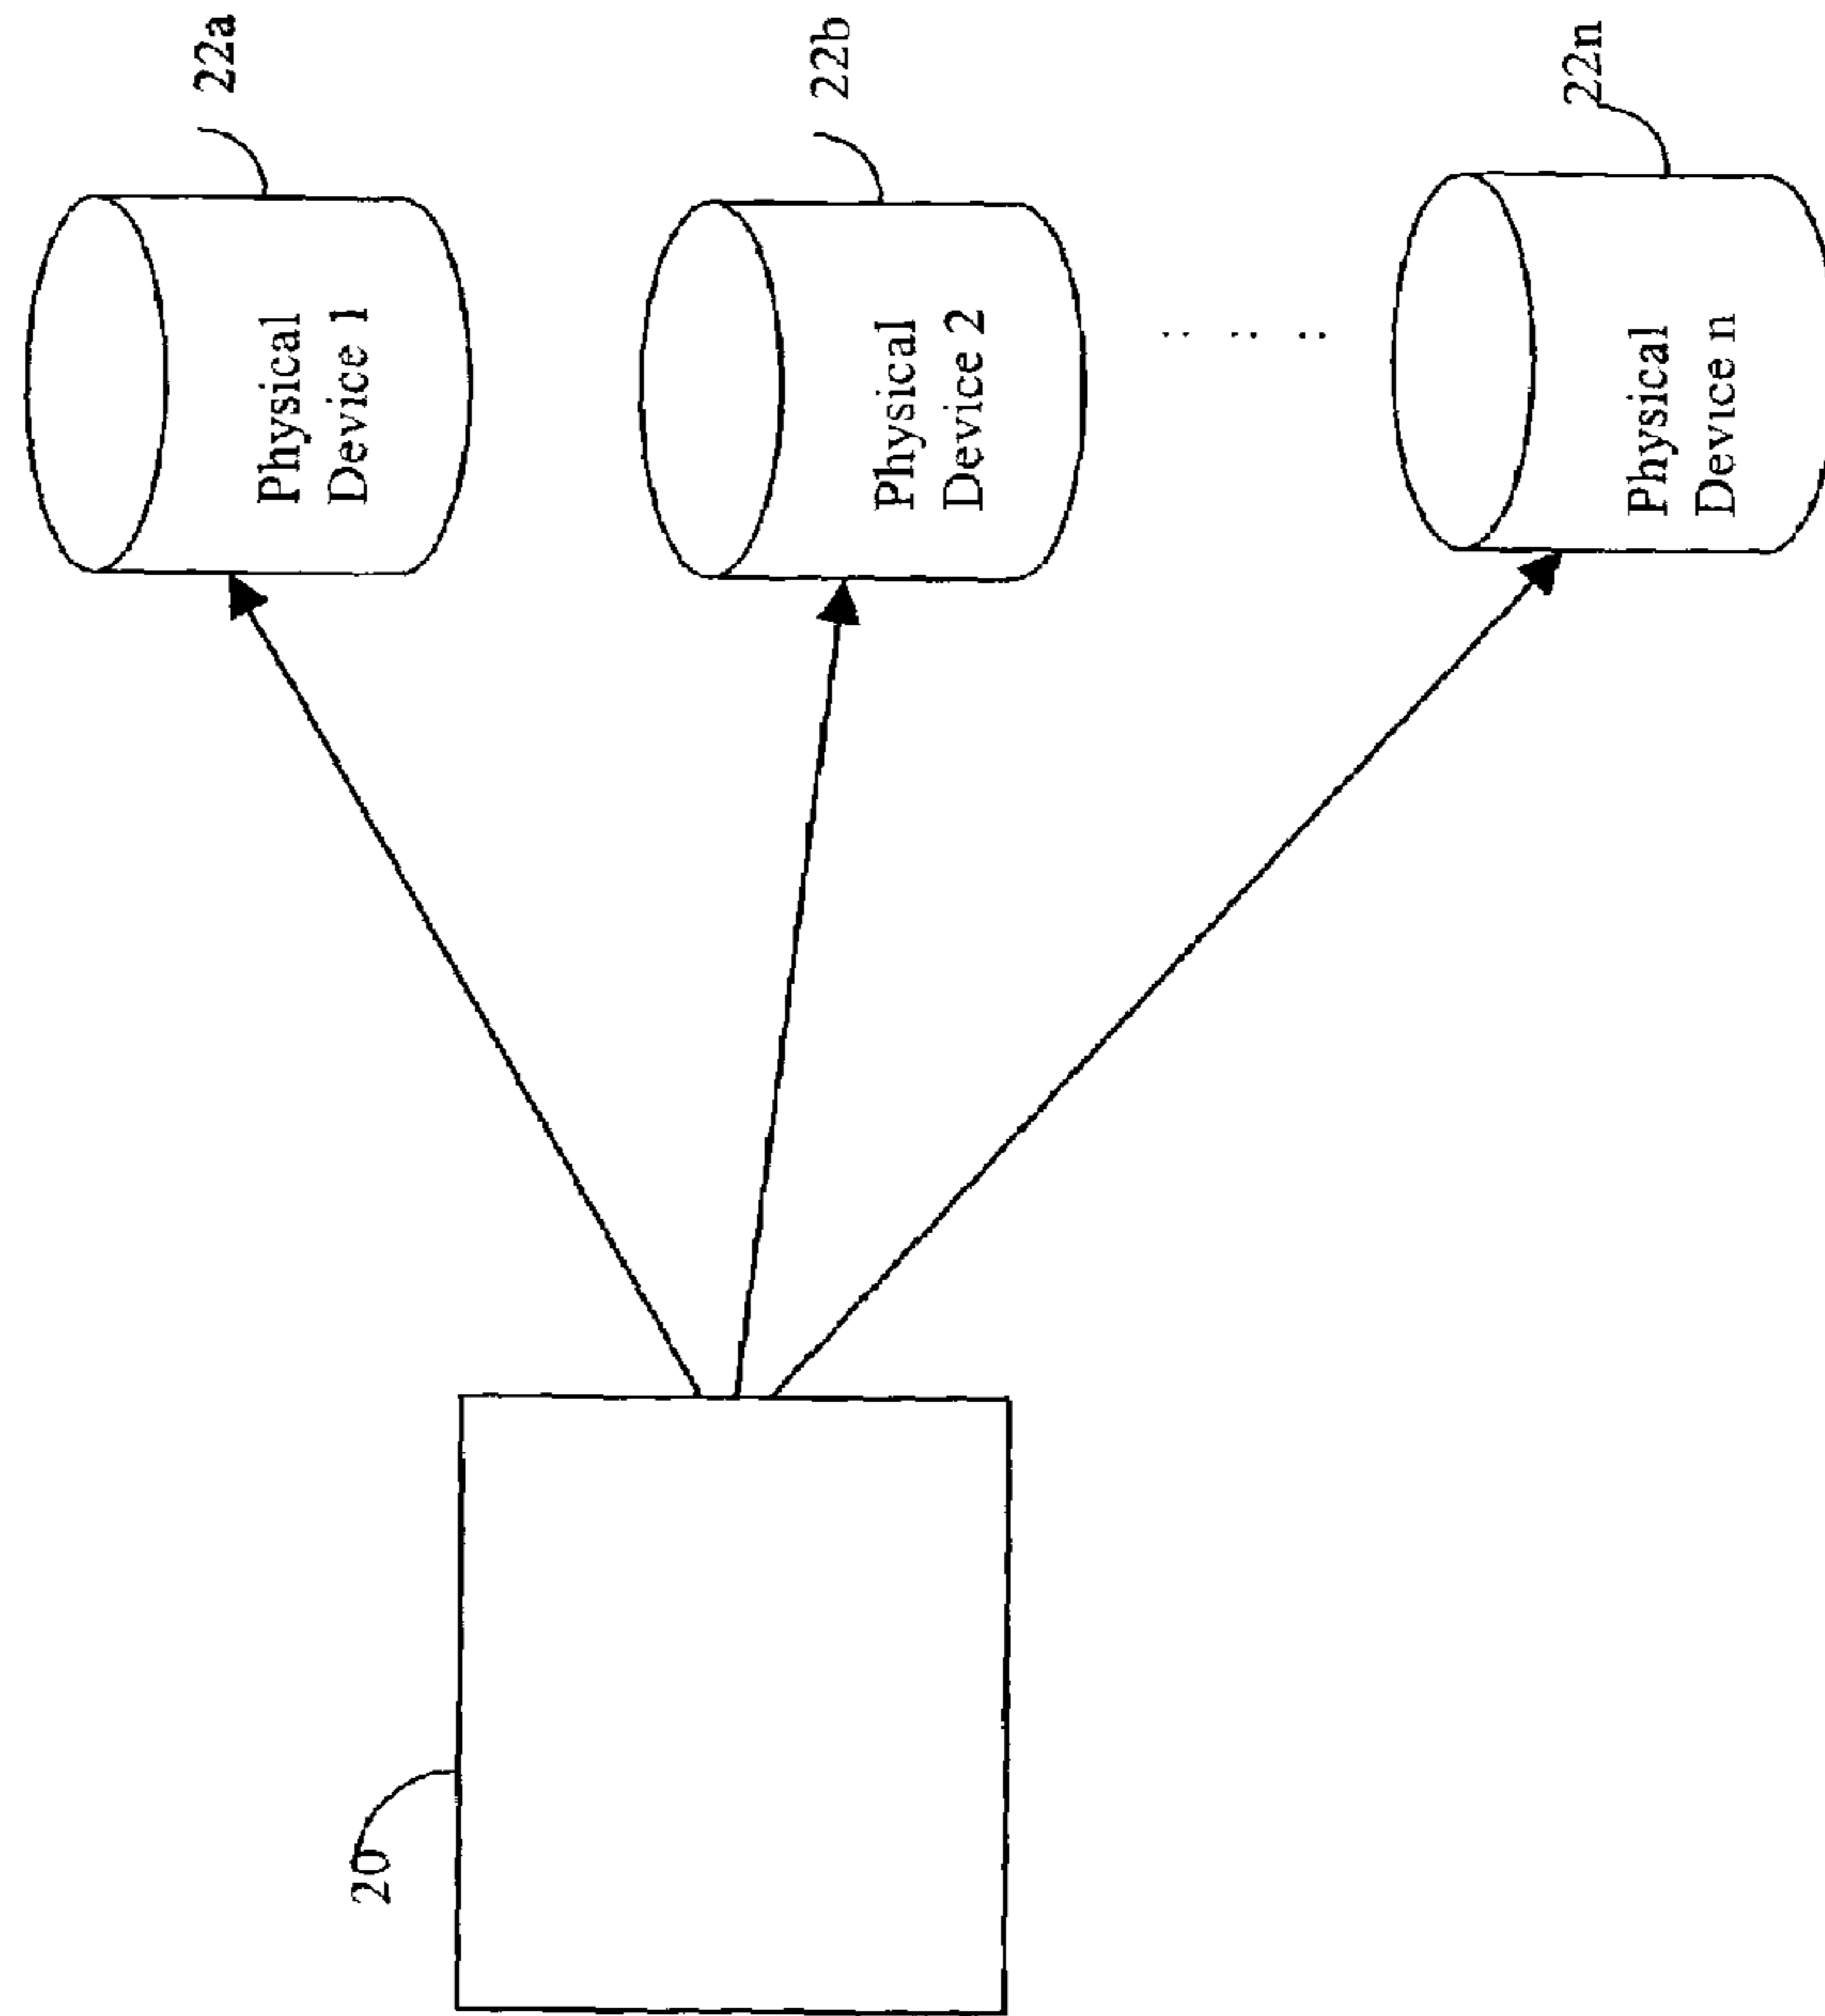 22a
Physical
Device 1
22b
Physical
Device 2
22n
Physical
Device n
20